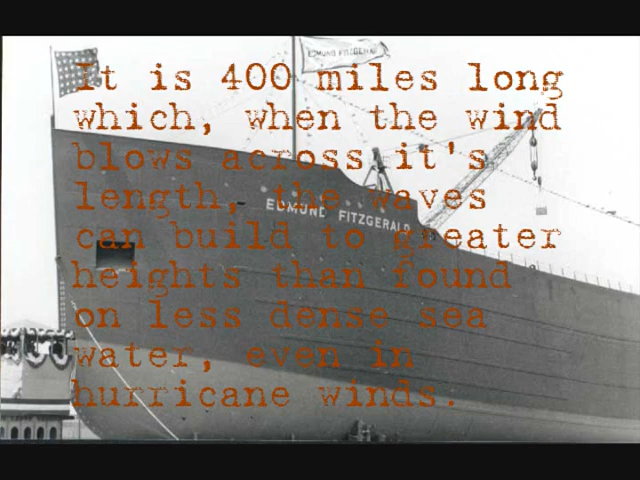 EDMUND FITZGERALD
It is 400 miles long
which, when the wind
blows across it's
length, the waves
EDMUND FITZGERALD
can build to greater
heights than found
on less dense sea
water, even in
hurricane winds.